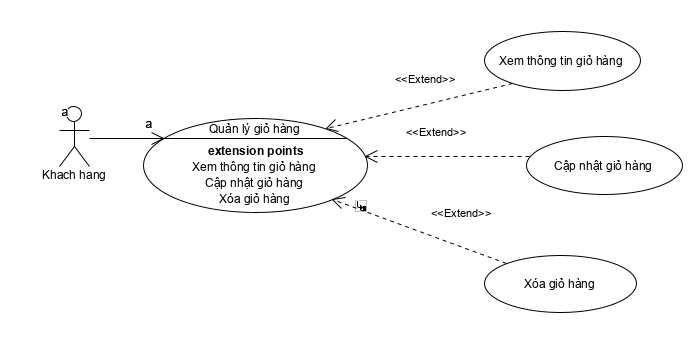 Xem thông tin giỏ hàng
<<Extend>>
a
a
Quản lý giỏ hàng
<<Extend>>
extension points
Xem thông tin giỏ hàng
Cập nhật giỏ hàng
Xóa giỏ hàng
Khach hang
Cập nhật giỏ hàng
<<Extend>>
Xóa giỏ hàng